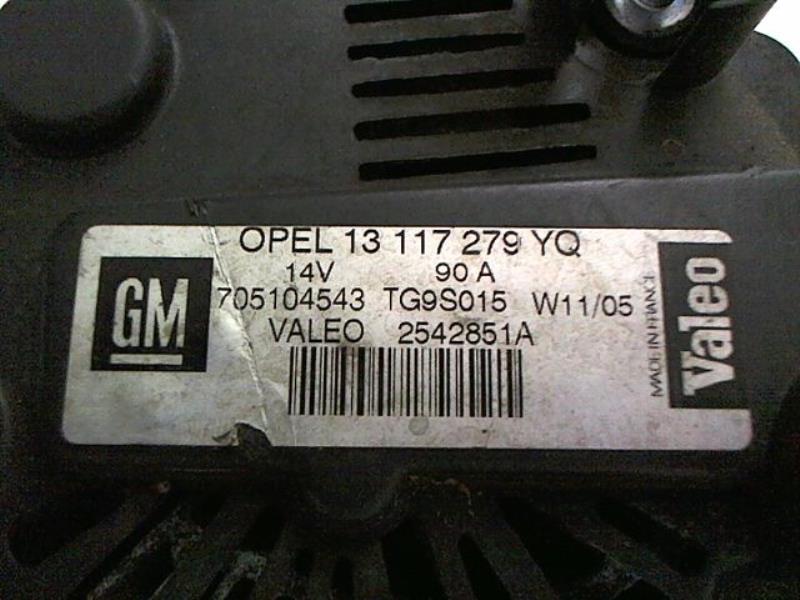 GM
OPEL 13 117 279 YQ
14V 90 A
705104543 TG9S015 W11/05
VALEO 2542851A
MADE IN FRANCE
Valeo